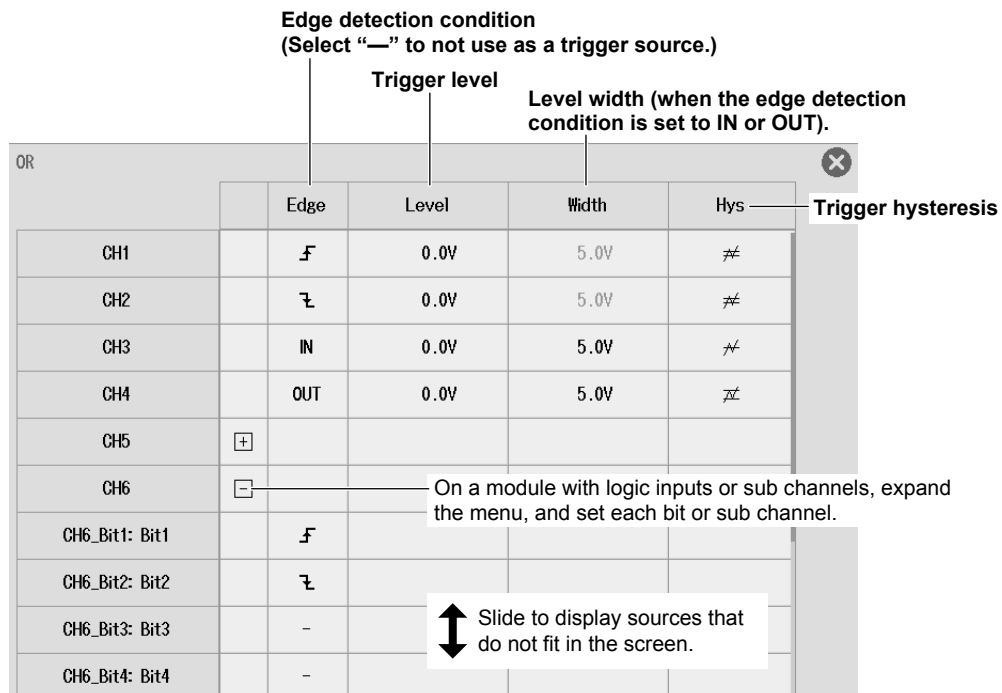 Edge detection condition
(Select “—” to not use as a trigger source.)
Trigger level
Level width (when the edge detection
condition is set to IN or OUT).
OR
Edge Level Width Hys Trigger hysteresis
CH1 0.0V 5.0V
CH2 0.0V 5.0V
CH3 IN 0.0V 5.0V
CH4 OUT 0.0V 5.0V
CH5 +
CH6 - On a module with logic inputs or sub channels, expand
the menu, and set each bit or sub channel.
CH6_Bit1: Bit1
CH6_Bit2: Bit2
CH6_Bit3: Bit3 - Slide to display sources that
do not fit in the screen.
CH6_Bit4: Bit4 -